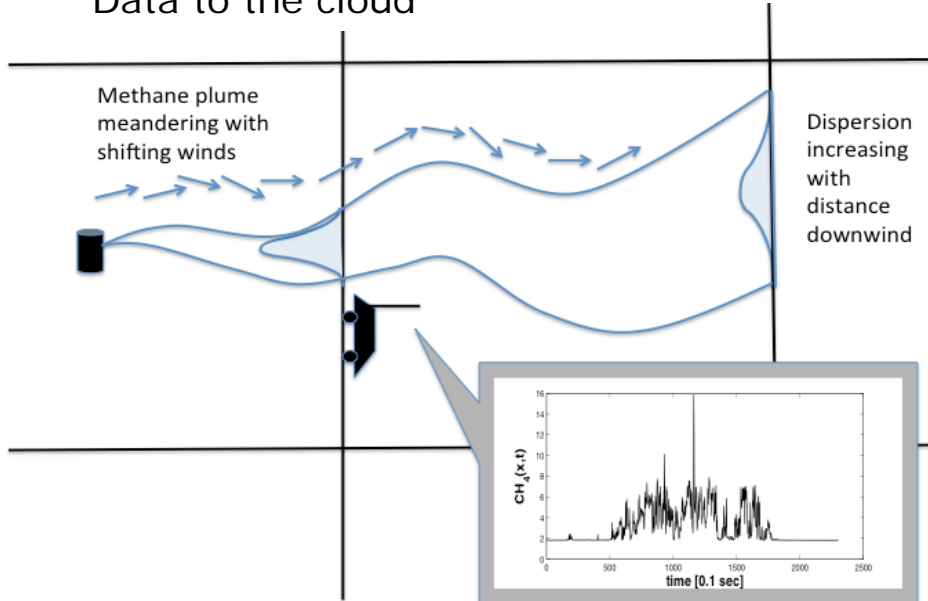 Data to the cloud
Methane plume
meandering with
shifting winds
Dispersion
increasing
with
distance
downwind
16
14
12
10
8
6
4
2
0
CH4(x,t)
0 500 1000 1500 2000 2500
time [0.1 sec]